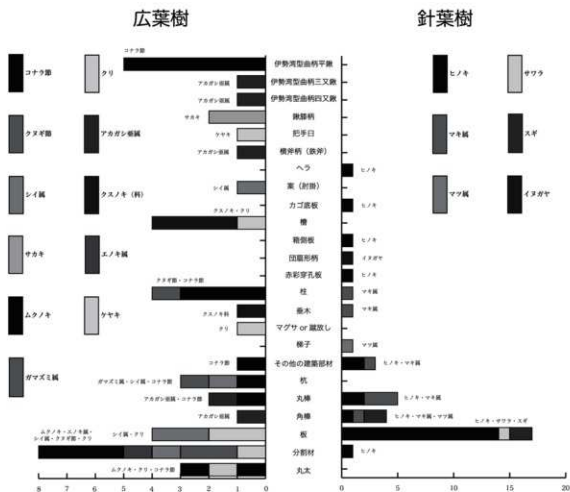 広葉樹
針葉樹
コナラ節
クリ
クヌギ節
アカガシ亜属
シイ属
クスノキ（科）
サカキ
エノキ属
ムクノキ
ケヤキ
ガマズミ属
ヒノキ
サワラ
マキ属
スギ
マツ属
イヌガヤ
コナラ節 伊勢湾型曲柄平鍬
アカガシ亜属 伊勢湾型曲柄三又鍬
アカガシ亜属 伊勢湾型曲柄四又鍬
サカキ 鍬膝柄
ケヤキ 把手臼
アカガシ亜属 横斧柄（鉄斧）
ヘラ ヒノキ
シイ属 案（肘掛）
カゴ底板 ヒノキ
クスノキ・クリ 槽
箱側板 ヒノキ
団扇形柄 イヌガヤ
赤彩穿孔板 ヒノキ
クヌギ節・コナラ節 柱 マキ属
クスノキ科 垂木 マキ属
クリ マグサ or 蹴放し
梯子 マツ属
コナラ節 その他の建築部材 ヒノキ・マキ属
ガマズミ属・シイ属・コナラ節 杭
アカガシ亜属・コナラ節 丸棒 ヒノキ・マキ属
アカガシ亜属 角棒 ヒノキ・マキ属・マツ属
シイ属・クリ 板 ヒノキ・サワラ・スギ
ムクノキ・エノキ属・
シイ属・クヌギ節・クリ 分割材 ヒノキ
ムクノキ・クリ・コナラ節 丸太
8 7 6 5 4 3 2 1 0
0 5 10 15 20